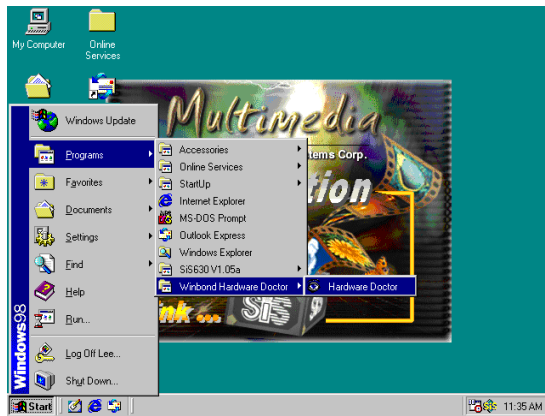 My Computer
Online
Services
Multimedia
tems Corp.
tion
nk...
SiS
Windows Update
Programs
Favorites
Documents
Settings
Find
Help
Run...
Log Off Lee...
Shut Down...
Windows98
Accessories
Online Services
StartUp
Internet Explorer
MS-DOS Prompt
Outlook Express
Windows Explorer
SiS630 V1.05a
Winbond Hardware Doctor
Hardware Doctor
Start
11:35 AM